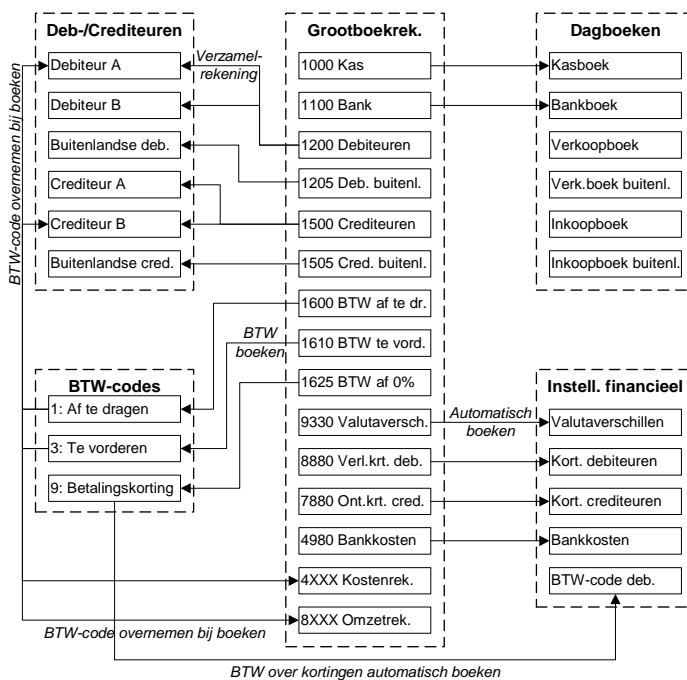 Deb-/Crediteuren
Debiteur A
Debiteur B
Buitenlandse deb.
Crediteur A
Crediteur B
Buitenlandse cred.
BTW-code overnemen bij boeken
Verzamel-
rekening
Grootboekrek.
1000 Kas
1100 Bank
1200 Debiteuren
1205 Deb. buitenl.
1500 Crediteuren
1505 Cred. buitenl.
1600 BTW af te dr.
1610 BTW te vord.
1625 BTW af 0%
9330 Valutaversch.
8880 Verl.krt. deb.
7880 Ont.krt. cred.
4980 Bankkosten
4XXX Kostenrek.
8XXX Omzetrek.
Dagboeken
Kasboek
Bankboek
Verkoopboek
Verk.boek buitenl.
Inkoopboek
Inkoopboek buitenl.
BTW
boeken
BTW-codes
1: Af te dragen
3: Te vorderen
9: Betalingskorting
Automatisch
boeken
Instell. financieel
Valutaverschillen
Kort. debiteuren
Kort. crediteuren
Bankkosten
BTW-code deb.
BTW-code overnemen bij boeken
BTW over kortingen automatisch boeken